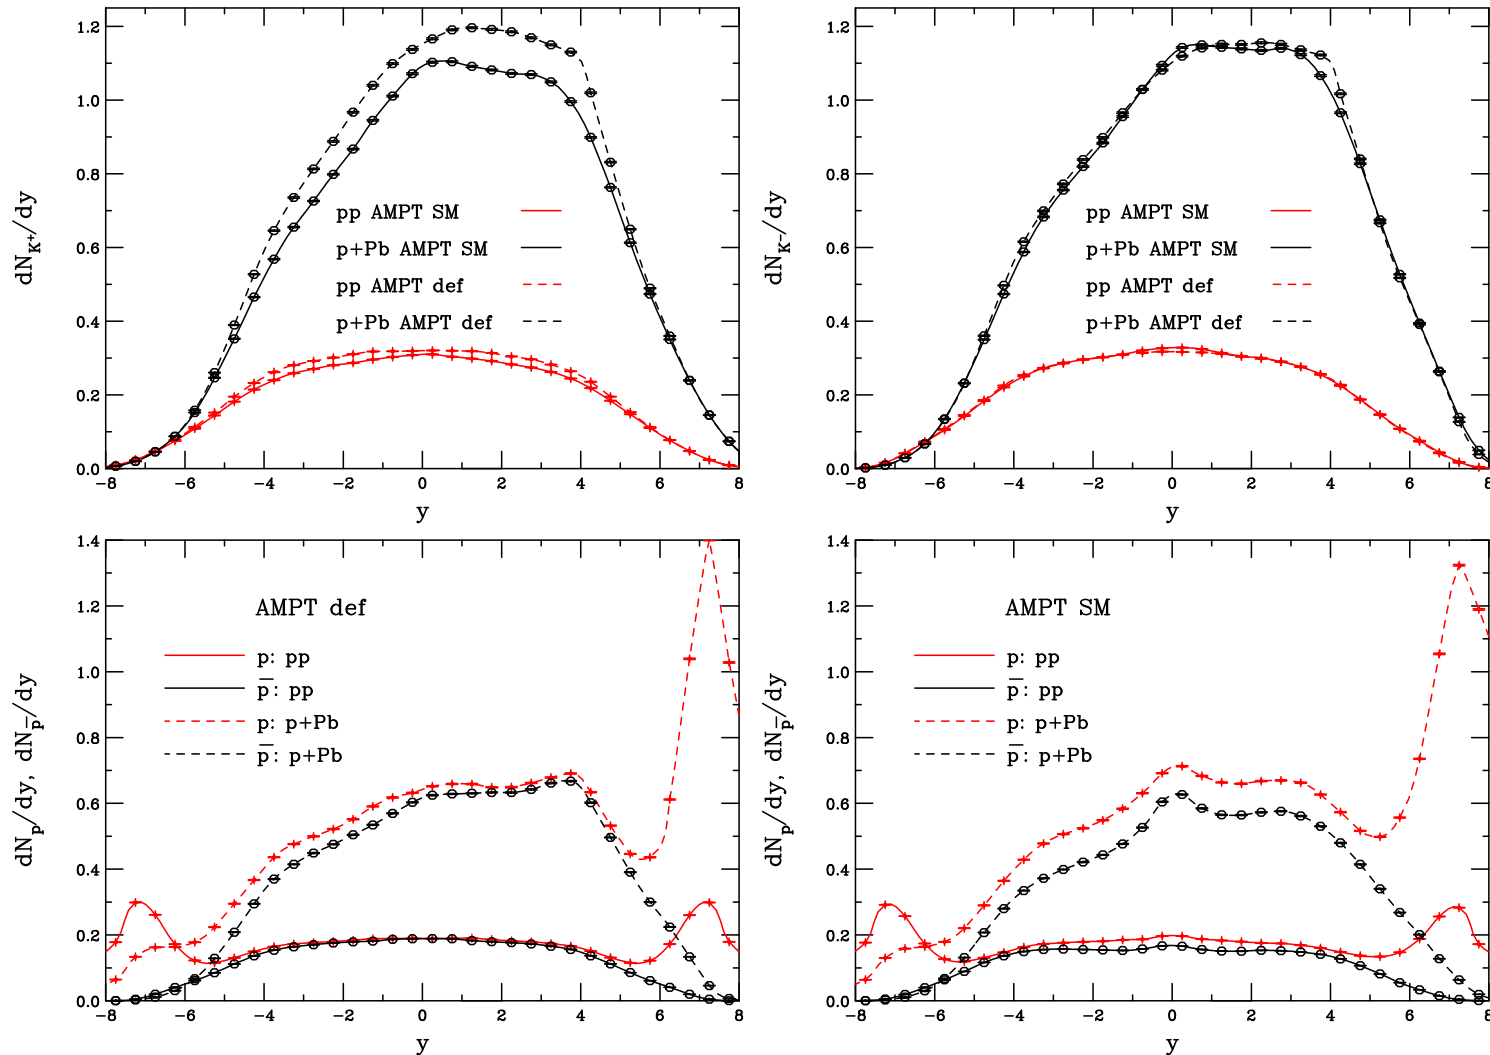 1.2
1.0
0.8
0.6
0.4
0.2
0.0
dN_{K^+}/dy
pp AMPT SM
p+Pb AMPT SM
pp AMPT def
p+Pb AMPT def
−8 −6 −4 −2 0 2 4 6 8
y
1.2
1.0
0.8
0.6
0.4
0.2
0.0
dN_{K^-}/dy
pp AMPT SM
p+Pb AMPT SM
pp AMPT def
p+Pb AMPT def
−8 −6 −4 −2 0 2 4 6 8
y
1.4
1.2
1.0
0.8
0.6
0.4
0.2
0.0
dN_p/dy, dN_p̅/dy
AMPT def
p: pp
p̅: pp
p: p+Pb
p̅: p+Pb
−8 −6 −4 −2 0 2 4 6 8
y
1.4
1.2
1.0
0.8
0.6
0.4
0.2
0.0
dN_p/dy, dN_p̅/dy
AMPT SM
p: pp
p̅: pp
p: p+Pb
p̅: p+Pb
−8 −6 −4 −2 0 2 4 6 8
y